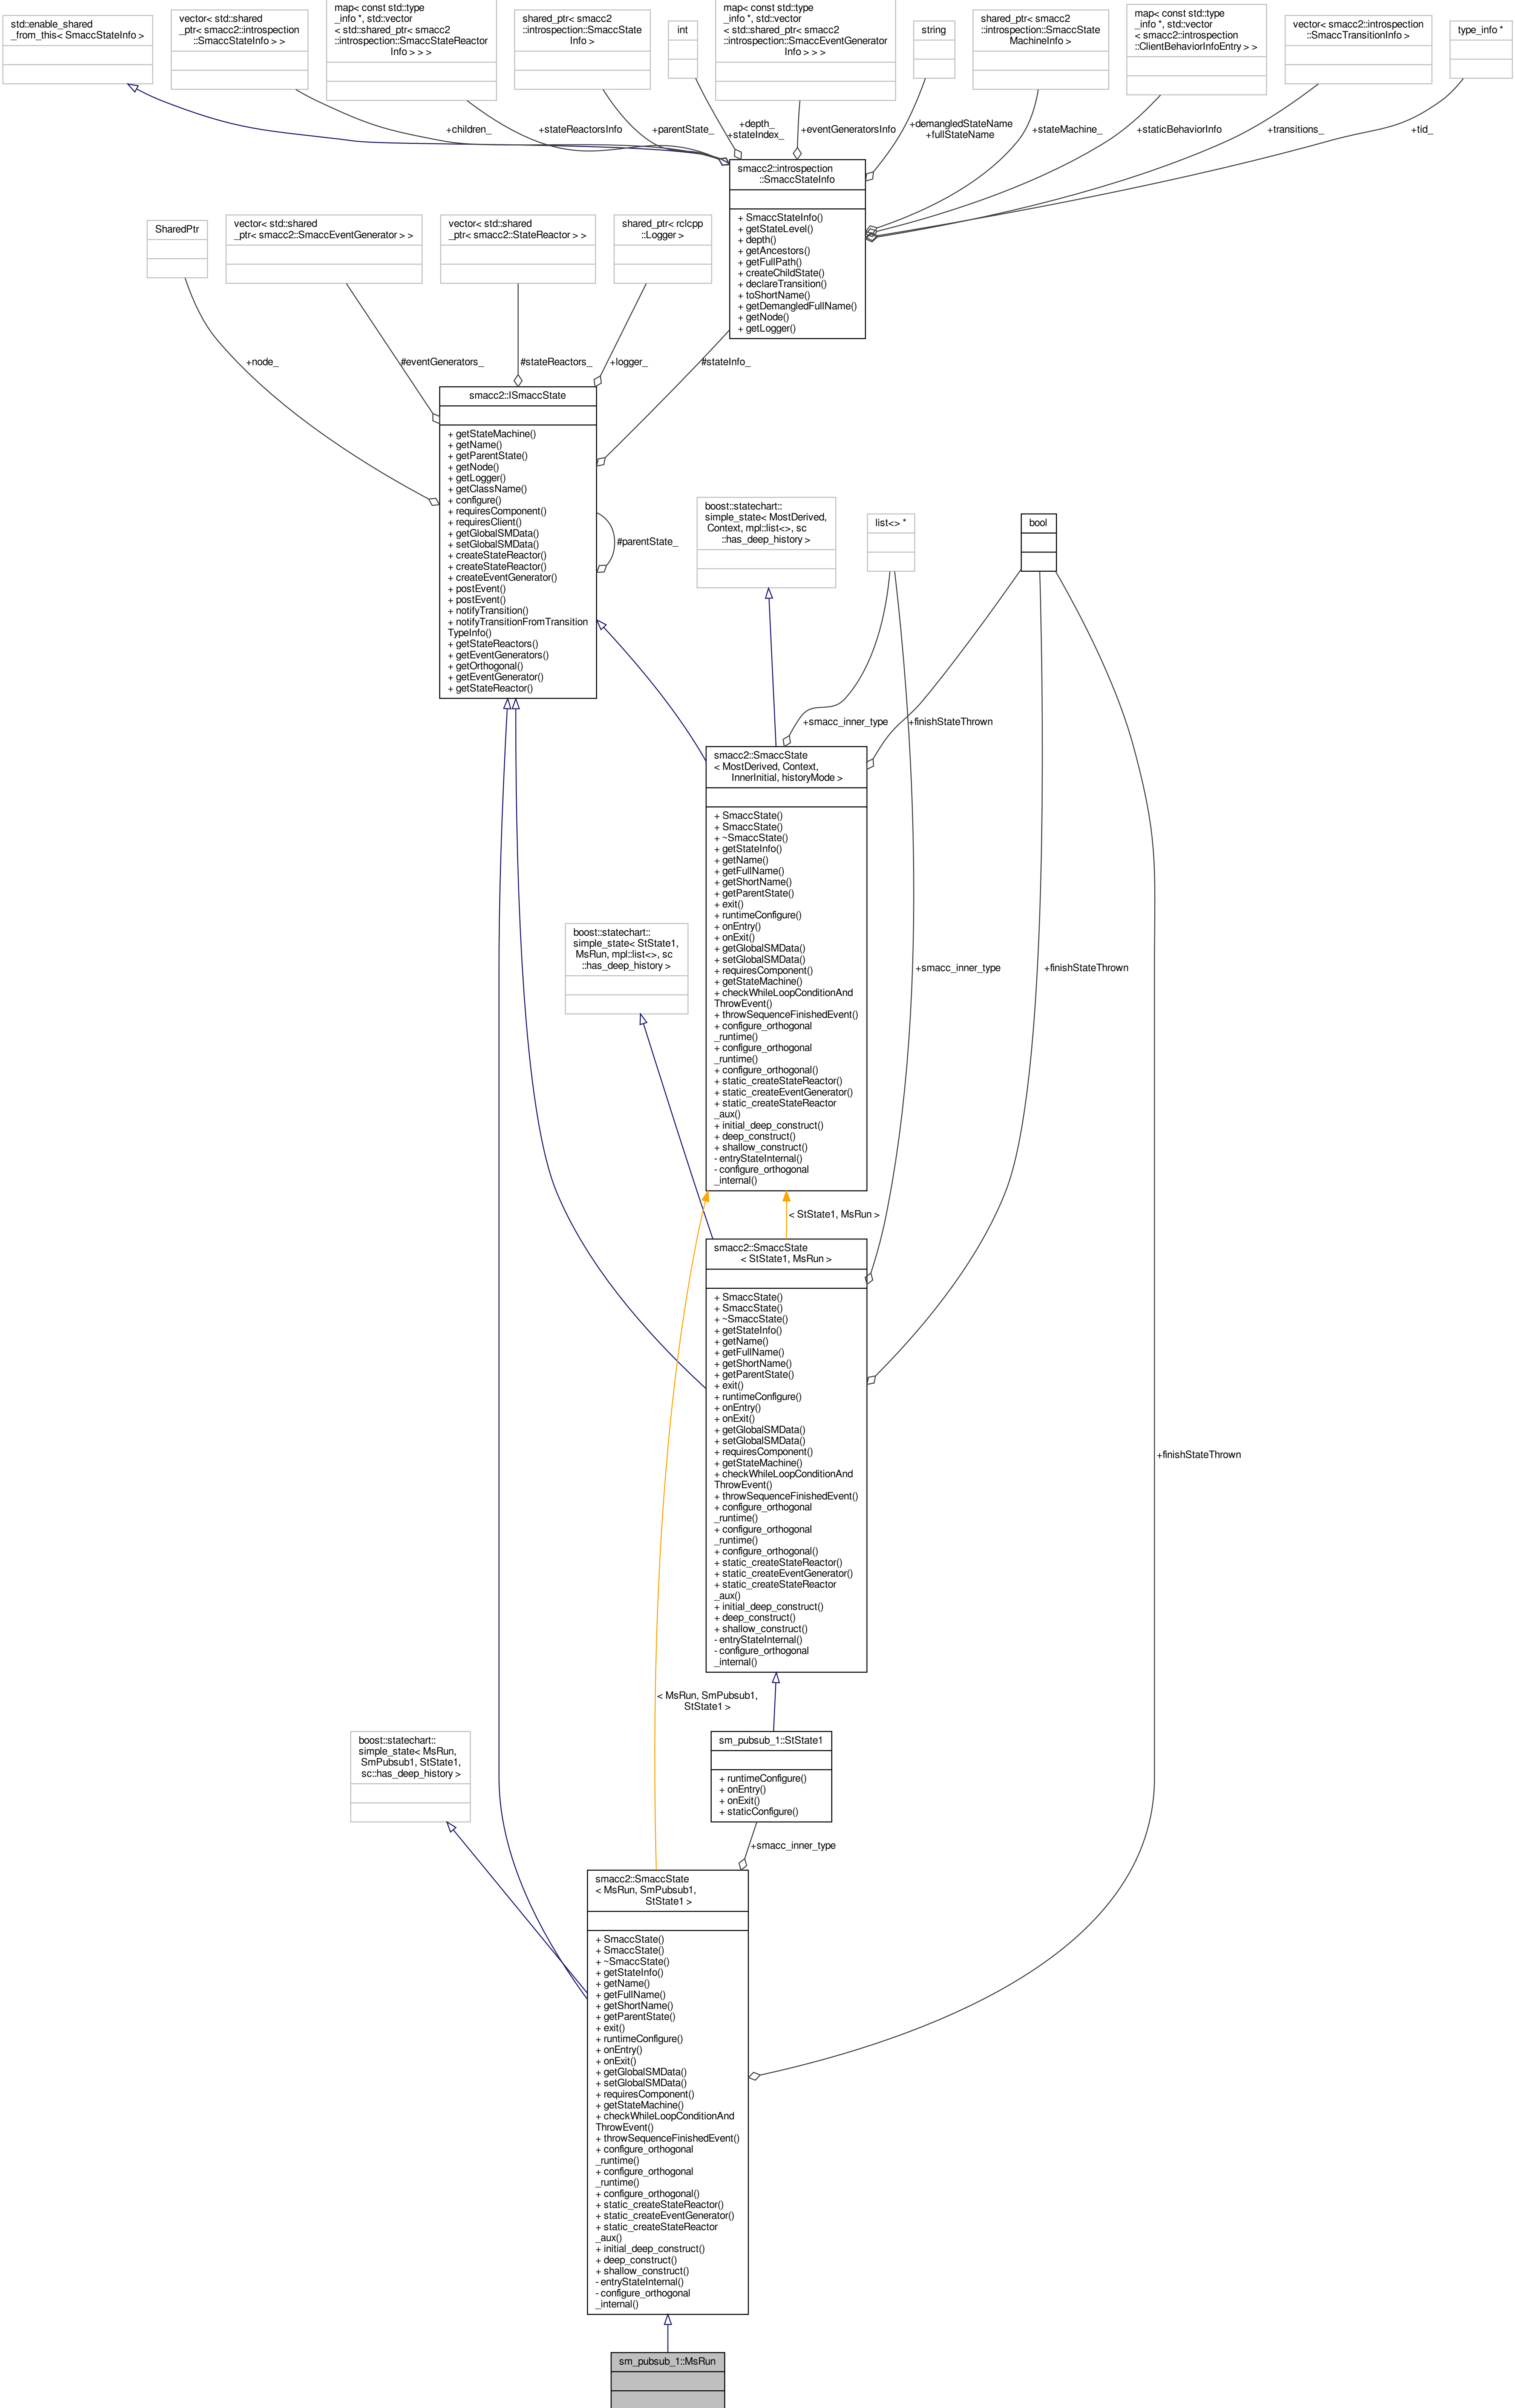 std::enable_shared
_from_this< SmaccStateInfo >
vector< std::shared
_ptr< smacc2::introspection
::SmaccStateInfo > >
map< const std::type
_info *, std::vector
< std::shared_ptr< smacc2
::introspection::SmaccStateReactor
Info > > >
shared_ptr< smacc2
::introspection::SmaccState
Info >
int
map< const std::type
_info *, std::vector
< std::shared_ptr< smacc2
::introspection::SmaccEventGenerator
Info > > >
string
shared_ptr< smacc2
::introspection::SmaccState
MachineInfo >
map< const std::type
_info *, std::vector
< smacc2::introspection
::ClientBehaviorInfoEntry > >
vector< smacc2::introspection
::SmaccTransitionInfo >
type_info *
+children_
+stateReactorsInfo
+parentState_
+depth_
+stateIndex_
+eventGeneratorsInfo
+demangledStateName
+fullStateName
+stateMachine_
+staticBehaviorInfo
+transitions_
+tid_
smacc2::introspection
::SmaccStateInfo
+ SmaccStateInfo()
+ getStateLevel()
+ depth()
+ getAncestors()
+ getFullPath()
+ createChildState()
+ declareTransition()
+ toShortName()
+ getDemangledFullName()
+ getNode()
+ getLogger()
SharedPtr
vector< std::shared
_ptr< smacc2::SmaccEventGenerator > >
vector< std::shared
_ptr< smacc2::StateReactor > >
shared_ptr< rclcpp
::Logger >
+node_
#eventGenerators_
#stateReactors_
+logger_
#stateInfo_
smacc2::ISmaccState
+ getStateMachine()
+ getName()
+ getParentState()
+ getNode()
+ getLogger()
+ getClassName()
+ configure()
+ requiresComponent()
+ requiresClient()
+ getGlobalSMData()
+ setGlobalSMData()
+ createStateReactor()
+ createStateReactor()
+ createEventGenerator()
+ postEvent()
+ postEvent()
+ notifyTransition()
+ notifyTransitionFromTransition
TypeInfo()
+ getStateReactors()
+ getEventGenerators()
+ getOrthogonal()
+ getEventGenerator()
+ getStateReactor()
#parentState_
boost::statechart::
simple_state< MostDerived,
Context, mpl::list<>, sc
::has_deep_history >
list<> *
bool
+smacc_inner_type
+finishStateThrown
smacc2::SmaccState
< MostDerived, Context,
InnerInitial, historyMode >
+ SmaccState()
+ SmaccState()
+ ~SmaccState()
+ getStateInfo()
+ getName()
+ getFullName()
+ getShortName()
+ getParentState()
+ exit()
+ runtimeConfigure()
+ onEntry()
+ onExit()
+ getGlobalSMData()
+ setGlobalSMData()
+ requiresComponent()
+ getStateMachine()
+ checkWhileLoopConditionAnd
ThrowEvent()
+ throwSequenceFinishedEvent()
+ configure_orthogonal
_runtime()
+ configure_orthogonal
_runtime()
+ configure_orthogonal()
+ static_createStateReactor()
+ static_createEventGenerator()
+ static_createStateReactor
_aux()
+ initial_deep_construct()
+ deep_construct()
+ shallow_construct()
- entryStateInternal()
- configure_orthogonal
_internal()
boost::statechart::
simple_state< StState1,
MsRun, mpl::list<>, sc
::has_deep_history >
+smacc_inner_type
+finishStateThrown
< StState1, MsRun >
smacc2::SmaccState
< StState1, MsRun >
+ SmaccState()
+ SmaccState()
+ ~SmaccState()
+ getStateInfo()
+ getName()
+ getFullName()
+ getShortName()
+ getParentState()
+ exit()
+ runtimeConfigure()
+ onEntry()
+ onExit()
+ getGlobalSMData()
+ setGlobalSMData()
+ requiresComponent()
+ getStateMachine()
+ checkWhileLoopConditionAnd
ThrowEvent()
+ throwSequenceFinishedEvent()
+ configure_orthogonal
_runtime()
+ configure_orthogonal
_runtime()
+ configure_orthogonal()
+ static_createStateReactor()
+ static_createEventGenerator()
+ static_createStateReactor
_aux()
+ initial_deep_construct()
+ deep_construct()
+ shallow_construct()
- entryStateInternal()
- configure_orthogonal
_internal()
+finishStateThrown
< MsRun, SmPubsub1,
StState1 >
boost::statechart::
simple_state< MsRun,
SmPubsub1, StState1,
sc::has_deep_history >
sm_pubsub_1::StState1
+ runtimeConfigure()
+ onEntry()
+ onExit()
+ staticConfigure()
+smacc_inner_type
smacc2::SmaccState
< MsRun, SmPubsub1,
StState1 >
+ SmaccState()
+ SmaccState()
+ ~SmaccState()
+ getStateInfo()
+ getName()
+ getFullName()
+ getShortName()
+ getParentState()
+ exit()
+ runtimeConfigure()
+ onEntry()
+ onExit()
+ getGlobalSMData()
+ setGlobalSMData()
+ requiresComponent()
+ getStateMachine()
+ checkWhileLoopConditionAnd
ThrowEvent()
+ throwSequenceFinishedEvent()
+ configure_orthogonal
_runtime()
+ configure_orthogonal
_runtime()
+ configure_orthogonal()
+ static_createStateReactor()
+ static_createEventGenerator()
+ static_createStateReactor
_aux()
+ initial_deep_construct()
+ deep_construct()
+ shallow_construct()
- entryStateInternal()
- configure_orthogonal
_internal()
sm_pubsub_1::MsRun